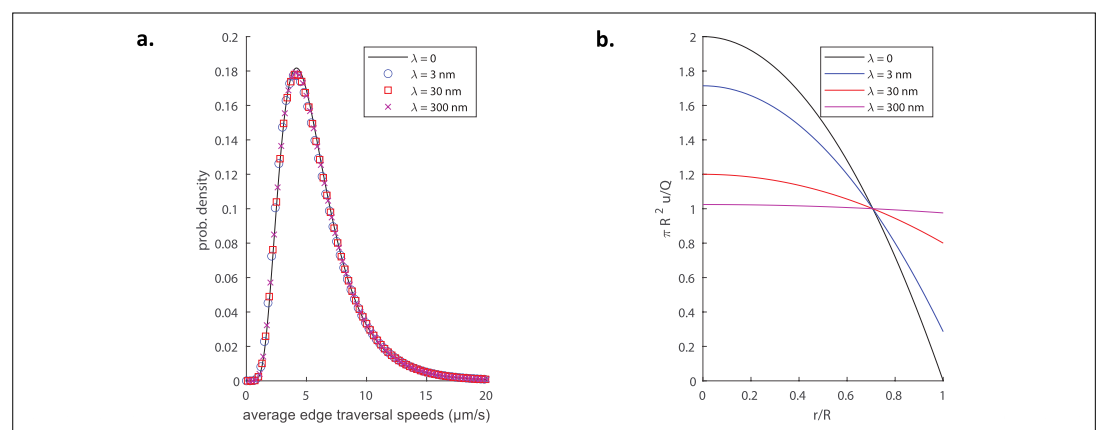 a.
0.2
0.18
0.16
0.14
0.12
0.1
0.08
0.06
0.04
0.02
0
prob. density
0 5 10 15 20
average edge traversal speeds (μm/s)
λ = 0
λ = 3 nm
λ = 30 nm
λ = 300 nm
b.
2
1.8
1.6
1.4
1.2
1
0.8
0.6
0.4
0.2
0
π R ² u/Q
0 0.2 0.4 0.6 0.8 1
r/R
λ = 0
λ = 3 nm
λ = 30 nm
λ = 300 nm